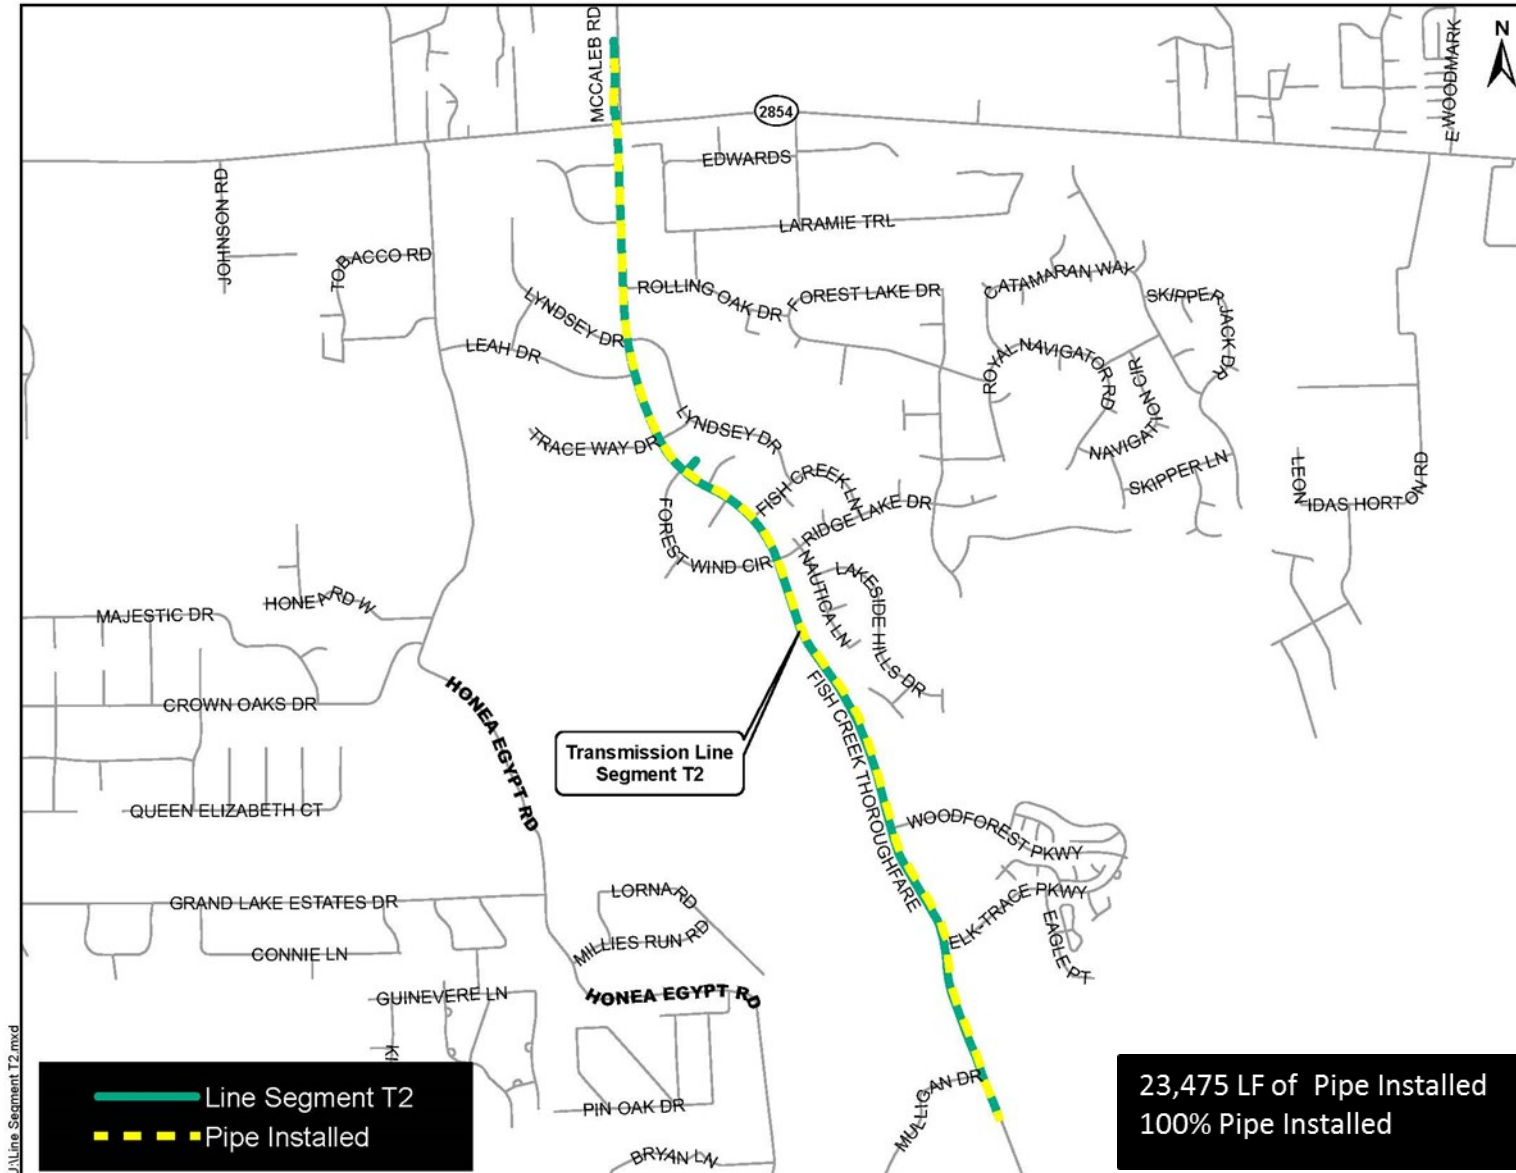 MCCALEB RD
N
E WOODMARK
2854
EDWARDS
JOHNSON RD
LARAMIE TRL
TOBACCO RD
ROLLING OAK DR
FOREST LAKE DR
CATAMARAN WAY
SKIPPER
JACK DR
LYNDSEY DR
LEAH DR
ROYAL NAVIGATOR RD
NAVIGATION CIR
LYNDSEY DR
TRACE WAY DR
FISH CREEK LN
SKIPPER LN
LEONIDAS HORTON RD
RIDGE LAKE DR
FOREST WIND CIR
NAUTICA LN
LAKESIDE HILLS DR
HONEA RD W
MAJESTIC DR
CROWN OAKS DR
HONEA EGYPT RD
FISH CREEK THOROUGHFARE
Transmission Line
Segment T2
QUEEN ELIZABETH CT
WOODFOREST PKWY
GRAND LAKE ESTATES DR
LORNA RD
ELK-TRACE PKWY
EAGLE PT
CONNIE LN
MILLIES RUN RD
GUINEVERE LN
HONEA EGYPT RD
KI
MULLIGAN DR
PIN OAK DR
BRYAN LN
J:\Line Segment T2.mxd
Line Segment T2
Pipe Installed
23,475 LF of Pipe Installed
100% Pipe Installed